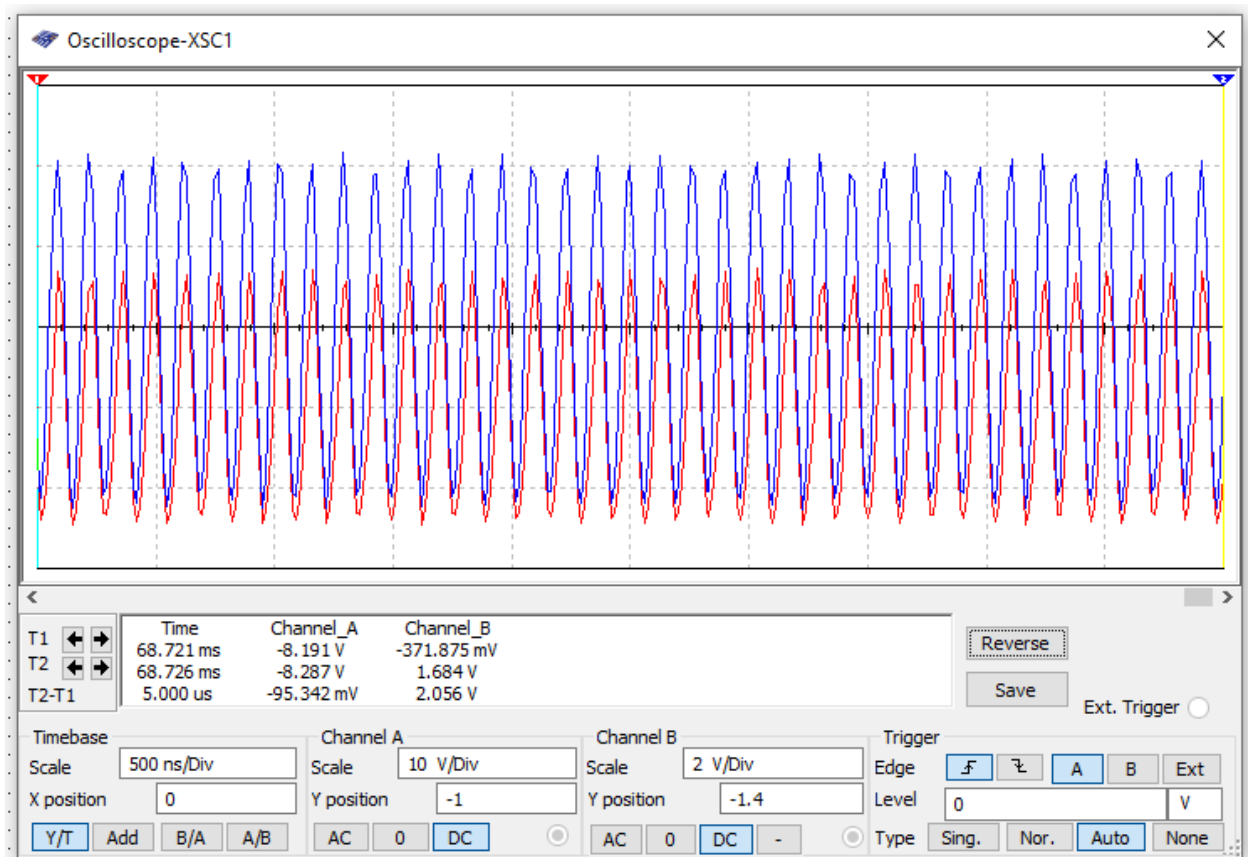 Oscilloscope-XSC1
1 2
T1
T2
T2-T1
Time Channel_A Channel_B
68.721 ms -8.191 V -371.875 mV
68.726 ms -8.287 V 1.684 V
5.000 us -95.342 mV 2.056 V
Reverse
Save
Ext. Trigger
Timebase
Scale 500 ns/Div
X position 0
Y/T Add B/A A/B
Channel A
Scale 10 V/Div
Y position -1
AC 0 DC
Channel B
Scale 2 V/Div
Y position -1.4
AC 0 DC -
Trigger
Edge A B Ext
Level 0 V
Type Sing. Nor. Auto None